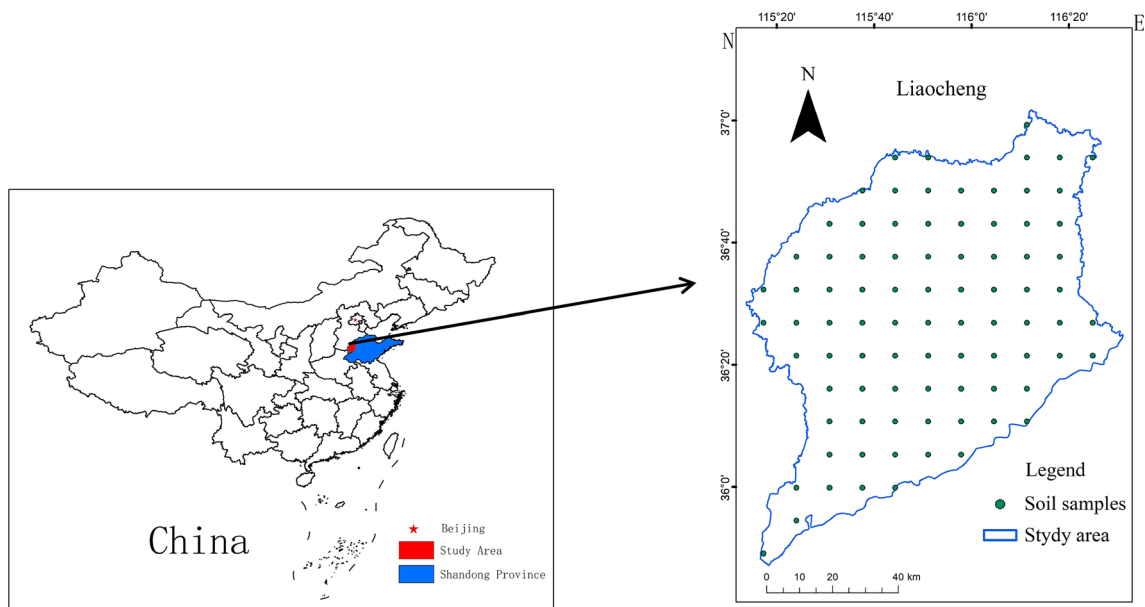 115°20'
115°40'
116°0'
116°20'
E
N
N
Liaocheng
37°0'
36°40'
36°20'
36°0'
Legend
Soil samples
Stydy area
0 10 20 40 km
China
Beijing
Study Area
Shandong Province